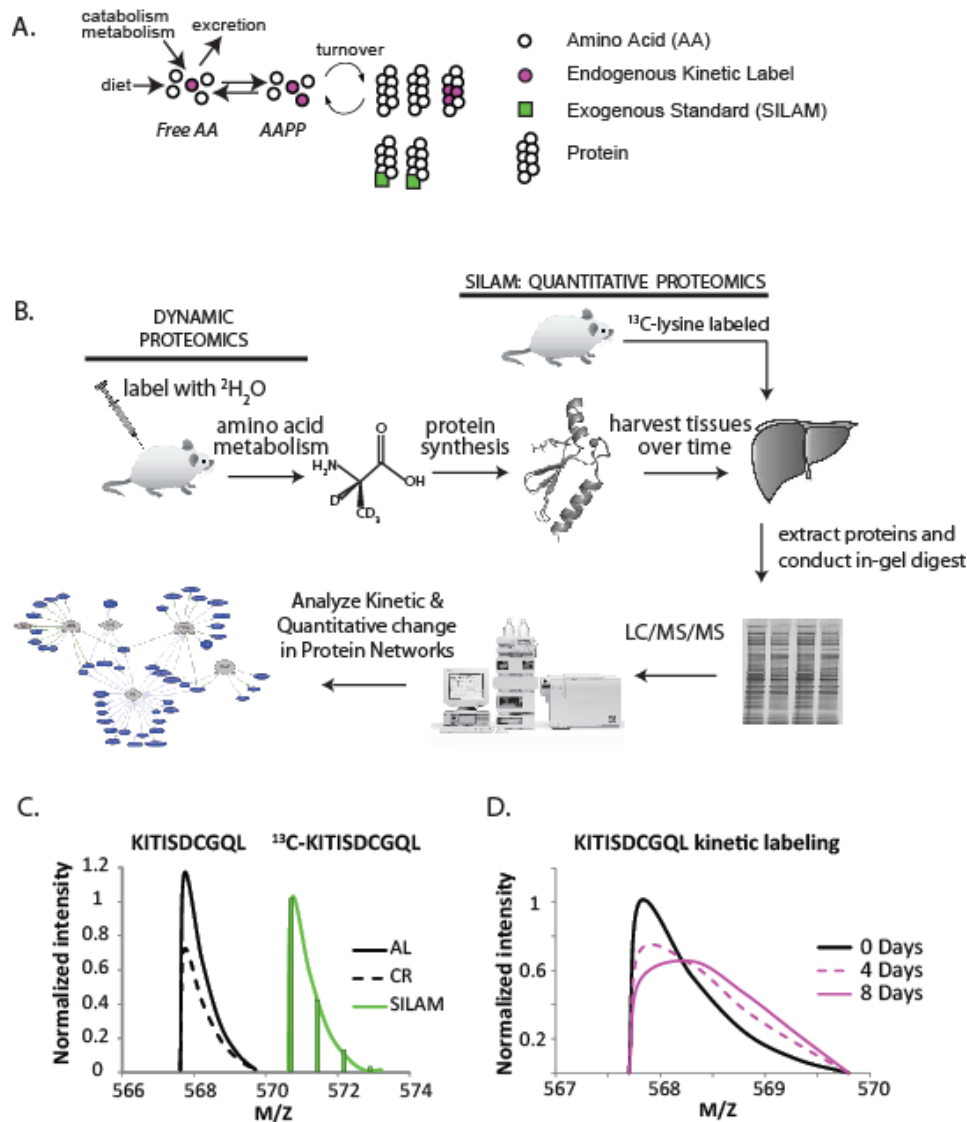 A.
catabolism
metabolism
excretion
diet
turnover
Free AA
AAPP
Amino Acid (AA)
Endogenous Kinetic Label
Exogenous Standard (SILAM)
Protein
B.
DYNAMIC
PROTEOMICS
SILAM: QUANTITATIVE PROTEOMICS
¹³C-lysine labeled
label with ²H₂O
amino acid
metabolism
H₂N
O
OH
D
CD₃
protein
synthesis
harvest tissues
over time
extract proteins and
conduct in-gel digest
LC/MS/MS
Analyze Kinetic &
Quantitative change
in Protein Networks
C.
KITISDCGQL ¹³C-KITISDCGQL
Normalized intensity
1.2
1
0.8
0.6
0.4
0.2
0
566 568 570 572 574
M/Z
AL
CR
SILAM
D.
KITISDCGQL kinetic labeling
Normalized intensity
1
0.6
0.2
567 568 569 570
M/Z
0 Days
4 Days
8 Days